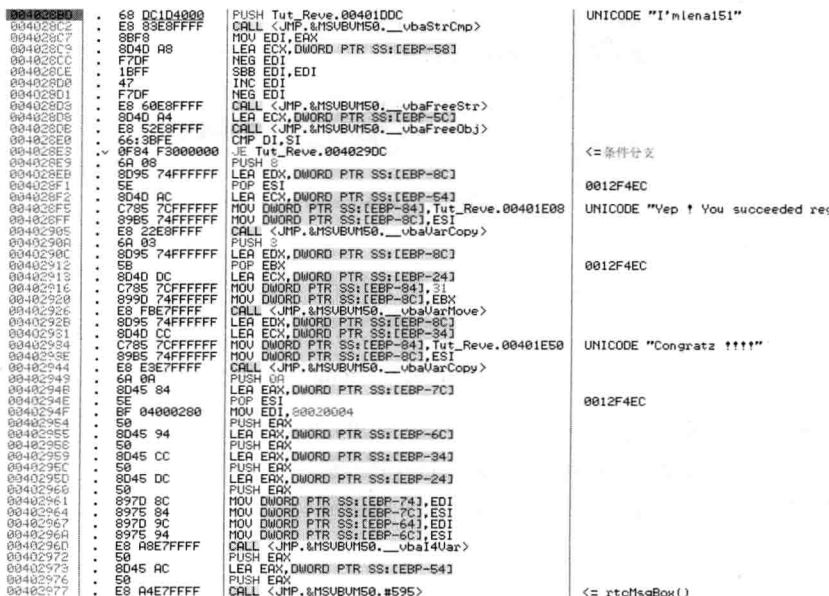 004028BD . 68 DC1D4000 PUSH Tut_Reve.00401DDC UNICODE "I'mlena151"
004028C2 . E8 83E8FFFF CALL <JMP.&MSVBVM50.__vbaStrCmp>
004028C7 . 8BF8 MOV EDI,EAX
004028C9 . 8D4D A8 LEA ECX,DWORD PTR SS:[EBP-58]
004028CC . F7DF NEG EDI
004028CE . 1BFF SBB EDI,EDI
004028D0 . 47 INC EDI
004028D1 . F7DF NEG EDI
004028D3 . E8 60E8FFFF CALL <JMP.&MSVBVM50.__vbaFreeStr>
004028D8 . 8D4D A4 LEA ECX,DWORD PTR SS:[EBP-5C]
004028DB . E8 52E8FFFF CALL <JMP.&MSVBVM50.__vbaFreeObj>
004028E0 . 66:3BFE CMP DI,SI
004028E3 .v 0F84 F3000000 JE Tut_Reve.004029DC <=条件分支
004028E9 . 6A 08 PUSH 8
004028EB . 8D95 74FFFFFF LEA EDX,DWORD PTR SS:[EBP-8C]
004028F1 . 5E POP ESI 0012F4EC
004028F2 . 8D4D AC LEA ECX,DWORD PTR SS:[EBP-54]
004028F5 . C785 7CFFFFFF MOV DWORD PTR SS:[EBP-84],Tut_Reve.00401E08 UNICODE "Yep ! You succeeded reg
004028FF . 89B5 74FFFFFF MOV DWORD PTR SS:[EBP-8C],ESI
00402905 . E8 22E8FFFF CALL <JMP.&MSVBVM50.__vbaVarCopy>
0040290A . 6A 03 PUSH 3
0040290C . 8D95 74FFFFFF LEA EDX,DWORD PTR SS:[EBP-8C]
00402912 . 5B POP EBX 0012F4EC
00402913 . 8D4D DC LEA ECX,DWORD PTR SS:[EBP-24]
00402916 . C785 7CFFFFFF MOV DWORD PTR SS:[EBP-84],31
00402920 . 899D 74FFFFFF MOV DWORD PTR SS:[EBP-8C],EBX
00402926 . E8 FBE7FFFF CALL <JMP.&MSVBVM50.__vbaVarMove>
0040292B . 8D95 74FFFFFF LEA EDX,DWORD PTR SS:[EBP-8C]
00402931 . 8D4D CC LEA ECX,DWORD PTR SS:[EBP-34]
00402934 . C785 7CFFFFFF MOV DWORD PTR SS:[EBP-84],Tut_Reve.00401E50 UNICODE "Congratz !!!!"
0040293E . 89B5 74FFFFFF MOV DWORD PTR SS:[EBP-8C],ESI
00402944 . E8 E3E7FFFF CALL <JMP.&MSVBVM50.__vbaVarCopy>
00402949 . 6A 0A PUSH 0A
0040294B . 8D45 84 LEA EAX,DWORD PTR SS:[EBP-7C]
0040294E . 5E POP ESI 0012F4EC
0040294F . BF 04000280 MOV EDI,80020004
00402954 . 50 PUSH EAX
00402955 . 8D45 94 LEA EAX,DWORD PTR SS:[EBP-6C]
00402958 . 50 PUSH EAX
00402959 . 8D45 CC LEA EAX,DWORD PTR SS:[EBP-34]
0040295C . 50 PUSH EAX
0040295D . 8D45 DC LEA EAX,DWORD PTR SS:[EBP-24]
00402960 . 50 PUSH EAX
00402961 . 897D 8C MOV DWORD PTR SS:[EBP-74],EDI
00402964 . 8975 84 MOV DWORD PTR SS:[EBP-7C],ESI
00402967 . 897D 9C MOV DWORD PTR SS:[EBP-64],EDI
0040296A . 8975 94 MOV DWORD PTR SS:[EBP-6C],ESI
0040296D . E8 A8E7FFFF CALL <JMP.&MSVBVM50.__vbaI4Var>
00402972 . 50 PUSH EAX
00402973 . 8D45 AC LEA EAX,DWORD PTR SS:[EBP-54]
00402976 . 50 PUSH EAX
00402977 . E8 A4E7FFFF CALL <JMP.&MSVBVM50.#595> <= rtcMsgBox()